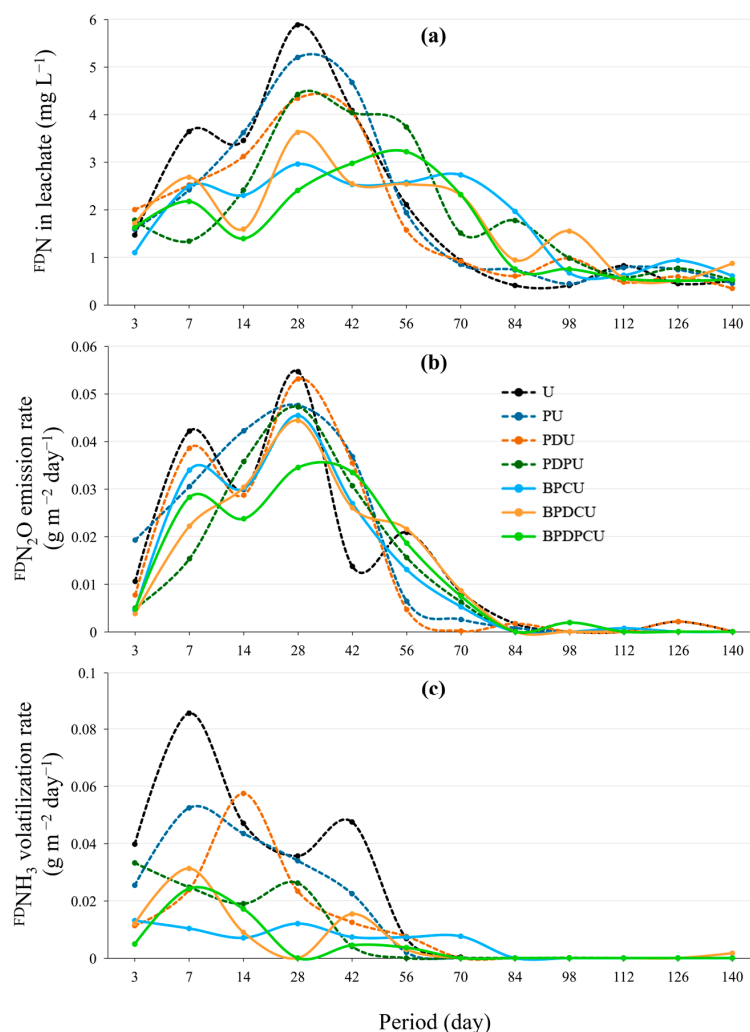 (a)
FDN in leachate (mg L−1)
6
5
4
3
2
1
0
3 7 14 28 42 56 70 84 98 112 126 140
(b)
FDN2O emission rate
(g m−2 day−1)
0.06
0.05
0.04
0.03
0.02
0.01
0
U
PU
PDU
PDPU
BPCU
BPDCU
BPDPCU
3 7 14 28 42 56 70 84 98 112 126 140
(c)
FDNH3 volatilization rate
(g m−2 day−1)
0.1
0.08
0.06
0.04
0.02
0
3 7 14 28 42 56 70 84 98 112 126 140
Period (day)